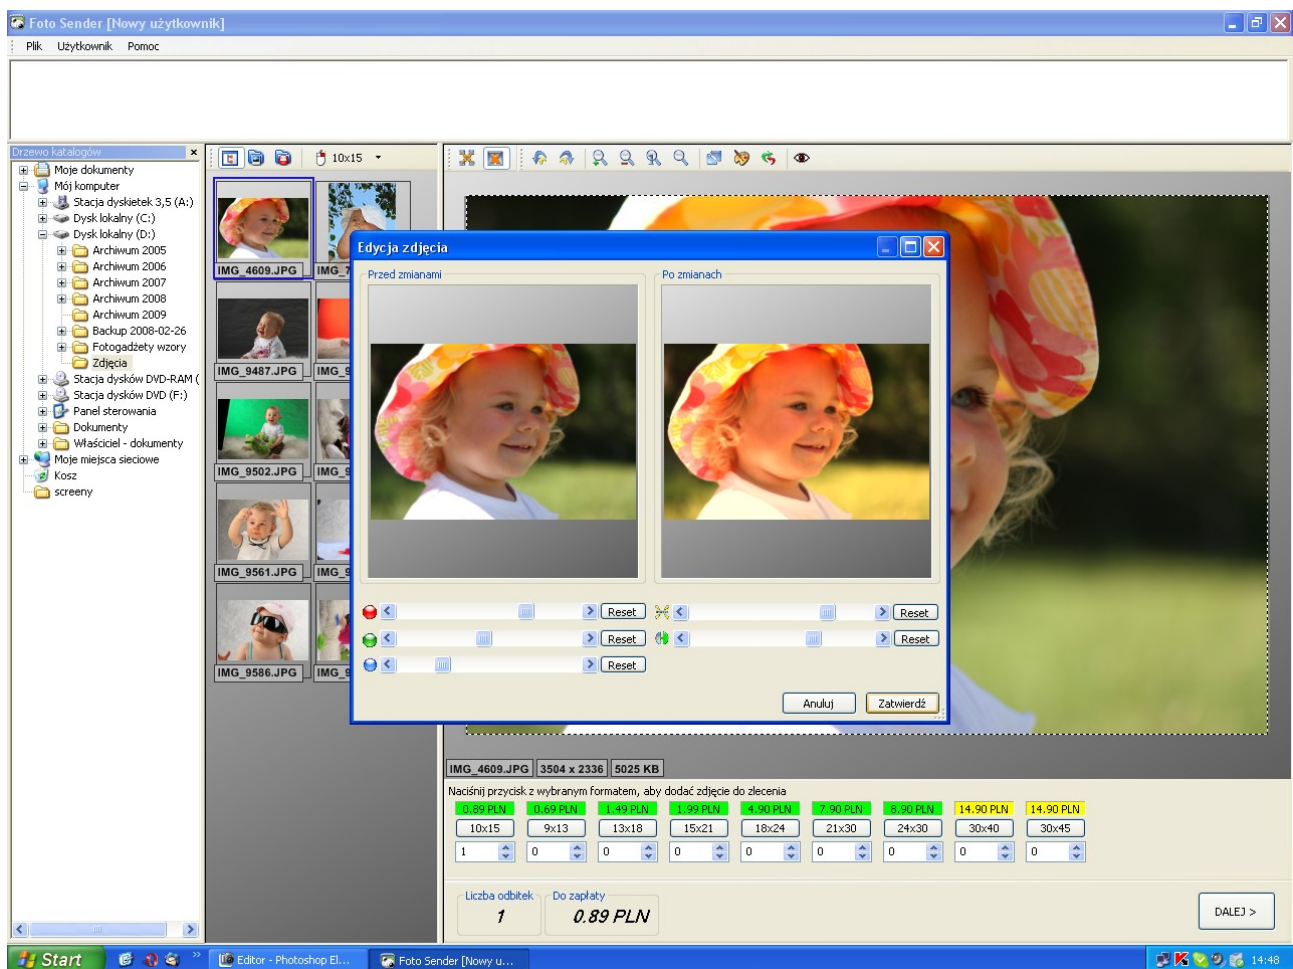 Foto Sender [Nowy użytkownik]
Plik Użytkownik Pomoc
Drzewo katalogów
Moje dokumenty
Mój komputer
Stacja dyskietek 3,5 (A:)
Dysk lokalny (C:)
Dysk lokalny (D:)
Archiwum 2005
Archiwum 2006
Archiwum 2007
Archiwum 2008
Archiwum 2009
Backup 2008-02-26
Fotogadżety wzory
Zdjęcia
Stacja dysków DVD-RAM (
Stacja dysków DVD (F:)
Panel sterowania
Dokumenty
Właściciel - dokumenty
Moje miejsca sieciowe
Kosz
screeny
10x15
IMG_4609.JPG IMG_7
IMG_9487.JPG IMG_9
IMG_9502.JPG IMG_9
IMG_9561.JPG IMG_9
IMG_9586.JPG IMG_9
Edycja zdjęcia
Przed zmianami Po zmianach
Reset Reset
Reset Reset
Reset
Anuluj Zatwierdź
IMG_4609.JPG 3504 x 2336 5025 KB
Naciśnij przycisk z wybranym formatem, aby dodać zdjęcie do zlecenia
0.89 PLN 0.69 PLN 1.49 PLN 1.99 PLN 4.90 PLN 7.90 PLN 8.90 PLN 14.90 PLN 14.90 PLN
10x15 9x13 13x18 15x21 18x24 21x30 24x30 30x40 30x45
1 0 0 0 0 0 0 0 0
Liczba odbitek Do zapłaty
1 0.89 PLN
DALEJ >
Start Editor - Photoshop El... Foto Sender [Nowy u... 14:48